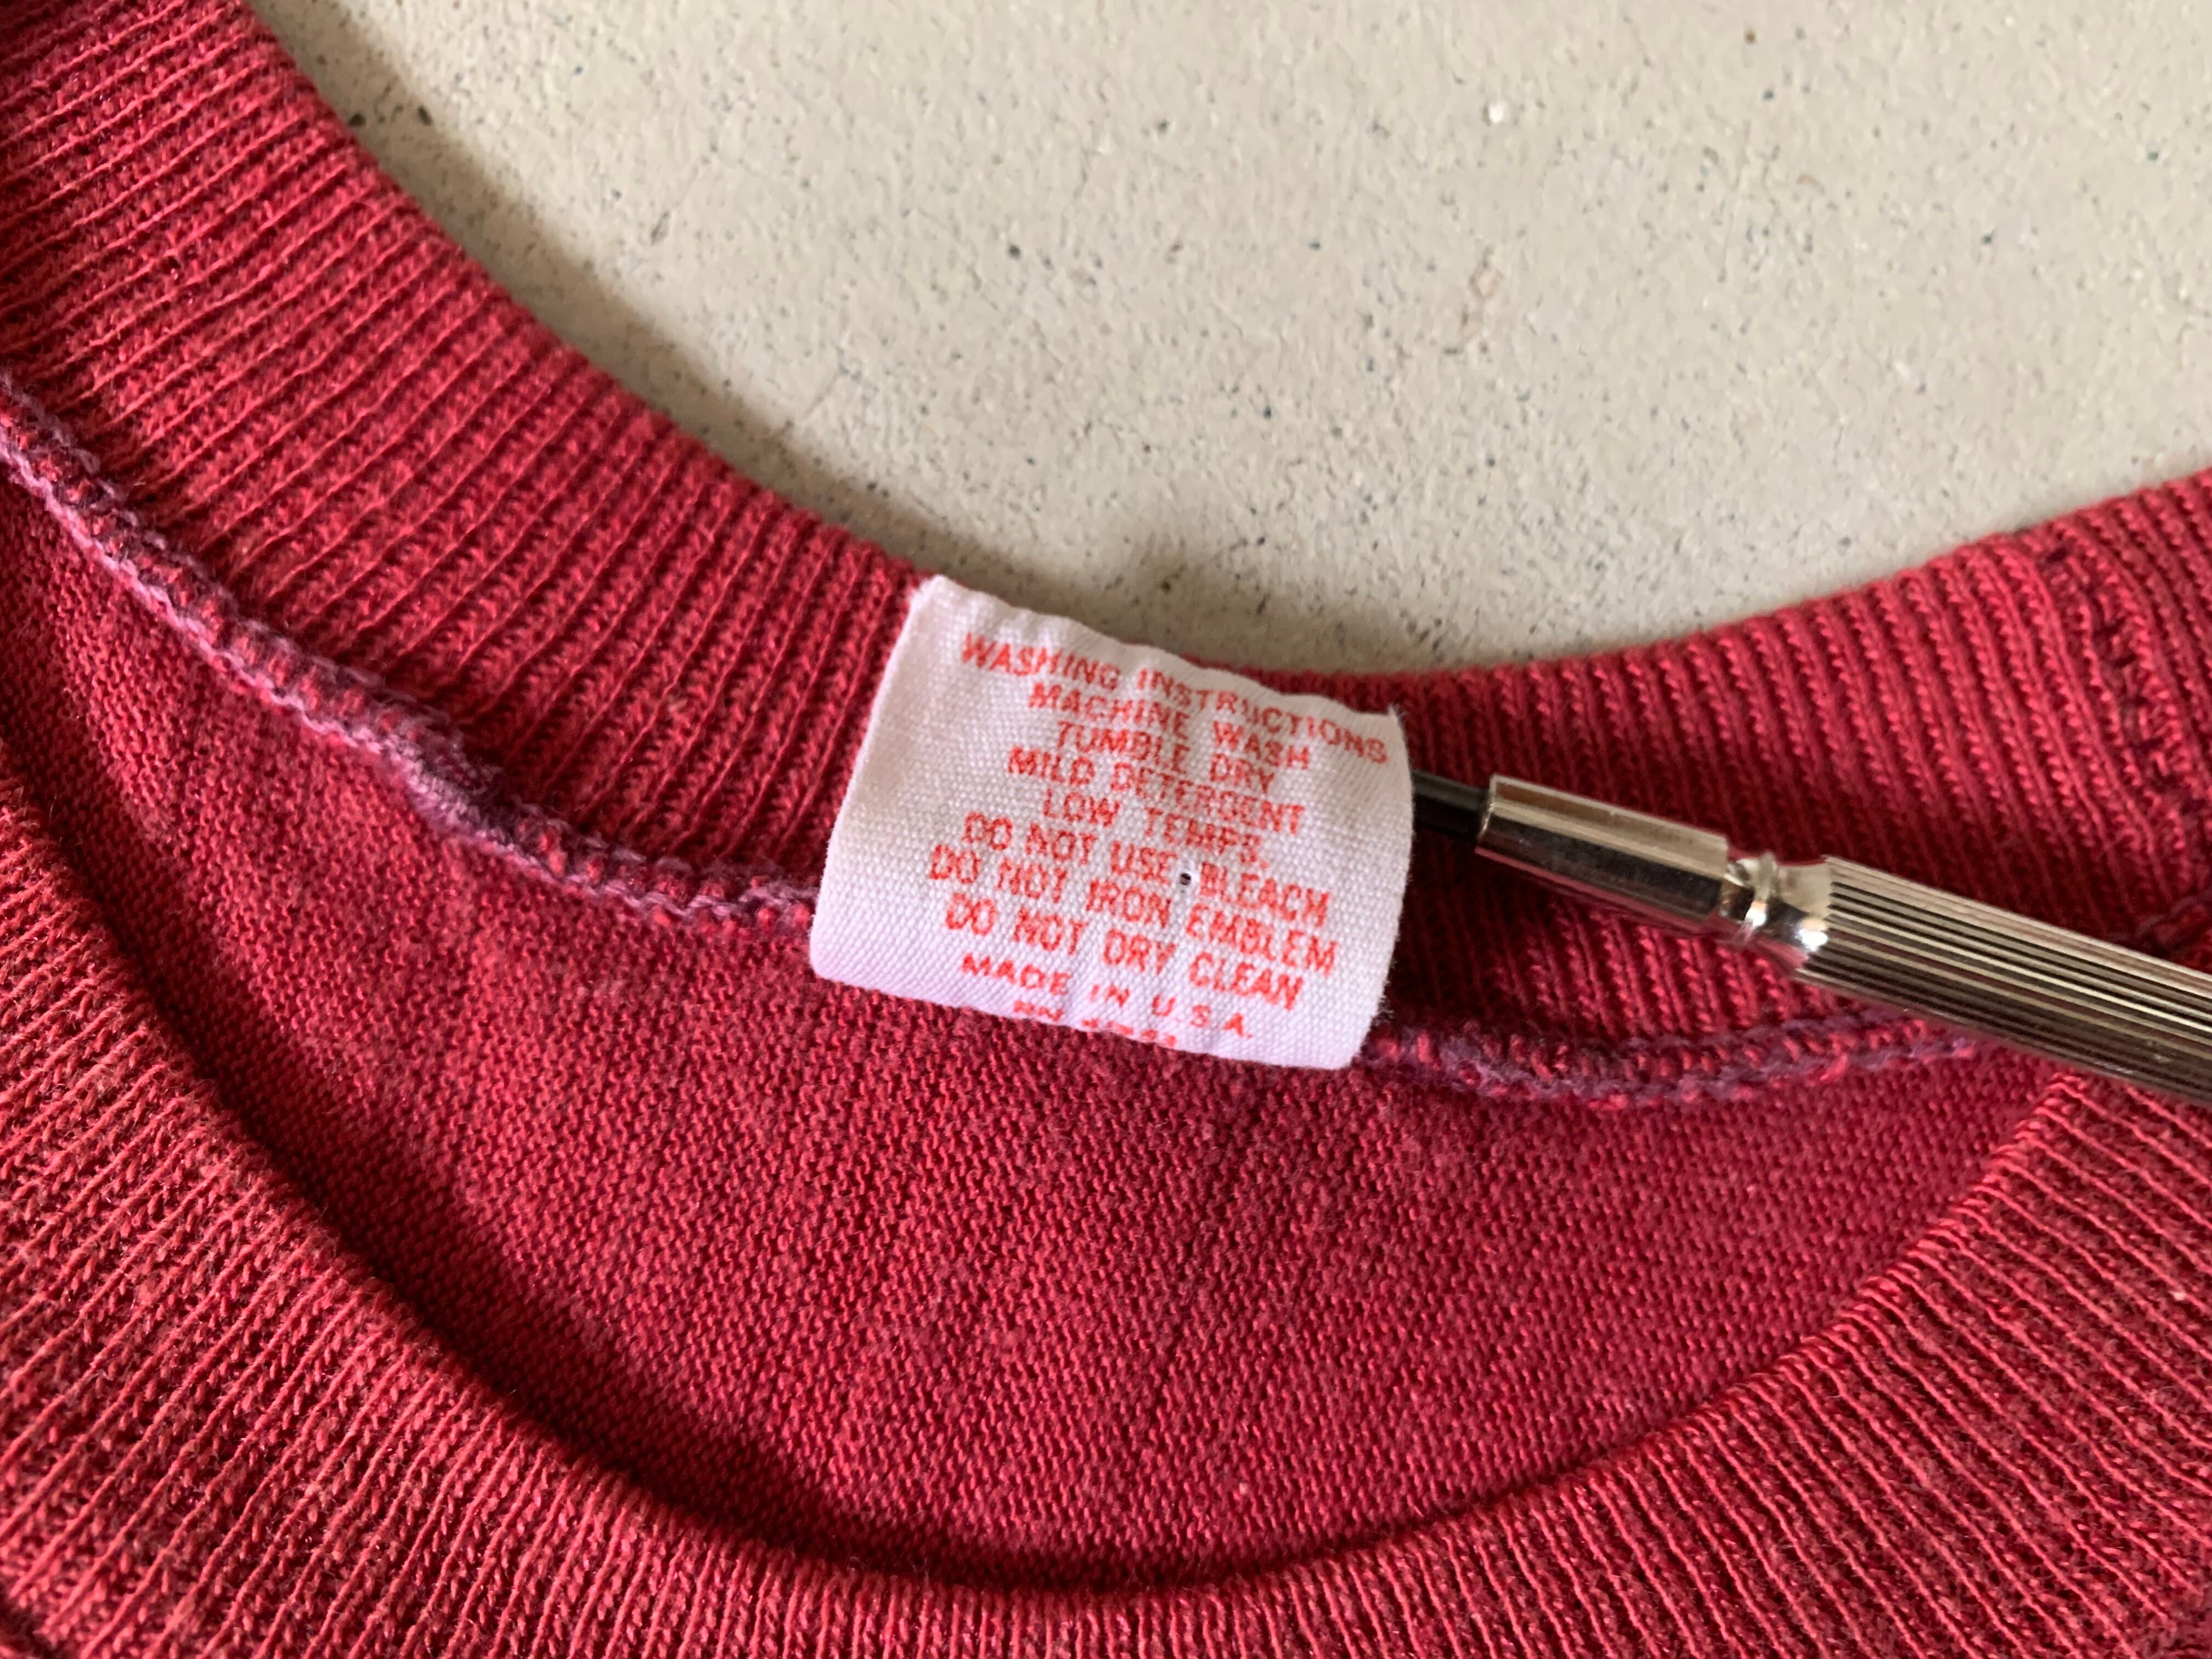 WASHING INSTRUCTIONS
MACHINE WASH
TUMBLE DRY
MILD DETERGENT
LOW TEMPS.
DO NOT USE BLEACH
DO NOT IRON EMBLEM
DO NOT DRY CLEAN
MADE IN U.S.A.